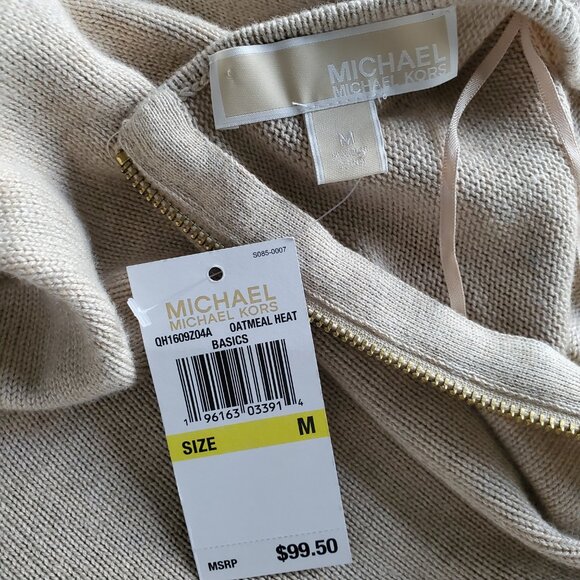 MICHAEL
MICHAEL KORS
M
S085-0007
MICHAEL
MICHAEL KORS
QH1609Z04A OATMEAL HEAT
BASICS
1 96163 03391 4
SIZE M
MSRP $99.50